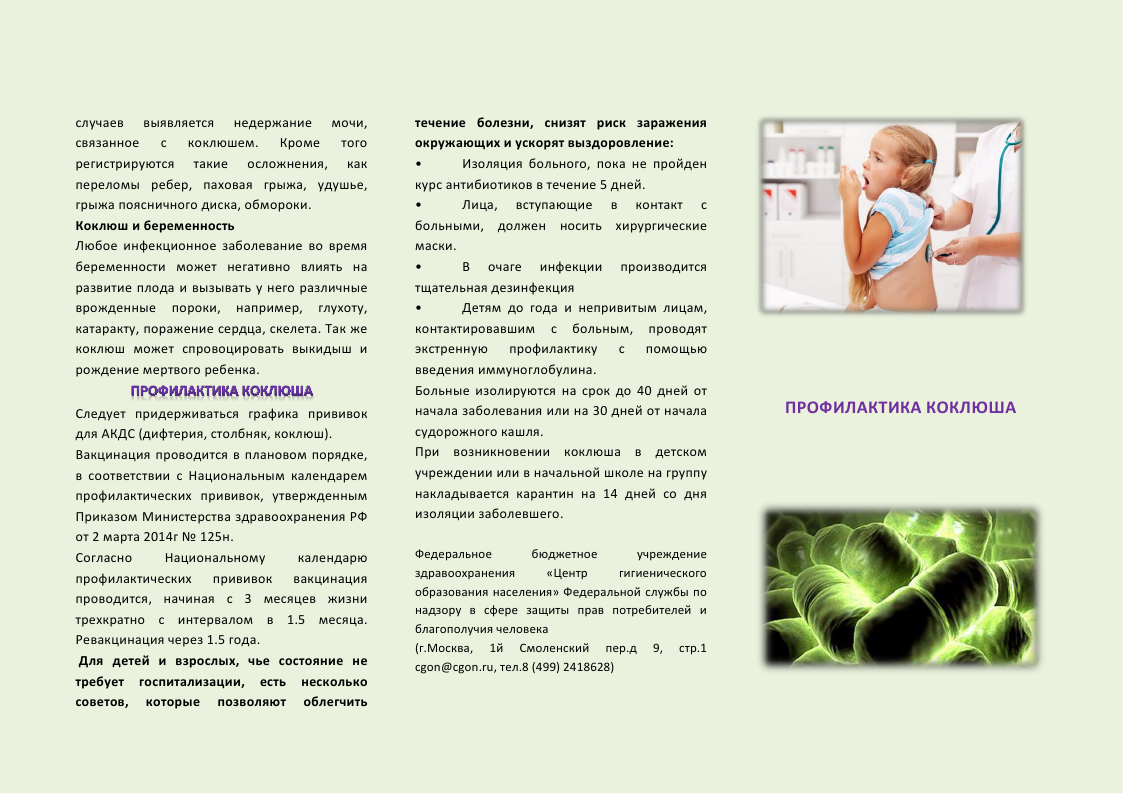 случаев выявляется недержание мочи,
связанное с коклюшем. Кроме того
регистрируются такие осложнения, как
переломы ребер, паховая грыжа, удушье,
грыжа поясничного диска, обмороки.
Коклюш и беременность
Любое инфекционное заболевание во время
беременности может негативно влиять на
развитие плода и вызывать у него различные
врожденные пороки, например, глухоту,
катаракту, поражение сердца, скелета. Так же
коклюш может спровоцировать выкидыш и
рождение мертвого ребенка.
ПРОФИЛАКТИКА КОКЛЮША
Следует придерживаться графика прививок
для АКДС (дифтерия, столбняк, коклюш).
Вакцинация проводится в плановом порядке,
в соответствии с Национальным календарем
профилактических прививок, утвержденным
Приказом Министерства здравоохранения РФ
от 2 марта 2014г № 125н.
Согласно Национальному календарю
профилактических прививок вакцинация
проводится, начиная с 3 месяцев жизни
трехкратно с интервалом в 1.5 месяца.
Ревакцинация через 1.5 года.
Для детей и взрослых, чье состояние не
требует госпитализации, есть несколько
советов, которые позволяют облегчить
течение болезни, снизят риск заражения
окружающих и ускорят выздоровление:
• Изоляция больного, пока не пройден
курс антибиотиков в течение 5 дней.
• Лица, вступающие в контакт с
больными, должен носить хирургические
маски.
• В очаге инфекции производится
тщательная дезинфекция
• Детям до года и непривитым лицам,
контактировавшим с больным, проводят
экстренную профилактику с помощью
введения иммуноглобулина.
Больные изолируются на срок до 40 дней от
начала заболевания или на 30 дней от начала
судорожного кашля.
При возникновении коклюша в детском
учреждении или в начальной школе на группу
накладывается карантин на 14 дней со дня
изоляции заболевшего.
Федеральное бюджетное учреждение
здравоохранения «Центр гигиенического
образования населения» Федеральной службы по
надзору в сфере защиты прав потребителей и
благополучия человека
(г.Москва, 1й Смоленский пер.д 9, стр.1
cgon@cgon.ru, тел.8 (499) 2418628)
ПРОФИЛАКТИКА КОКЛЮША